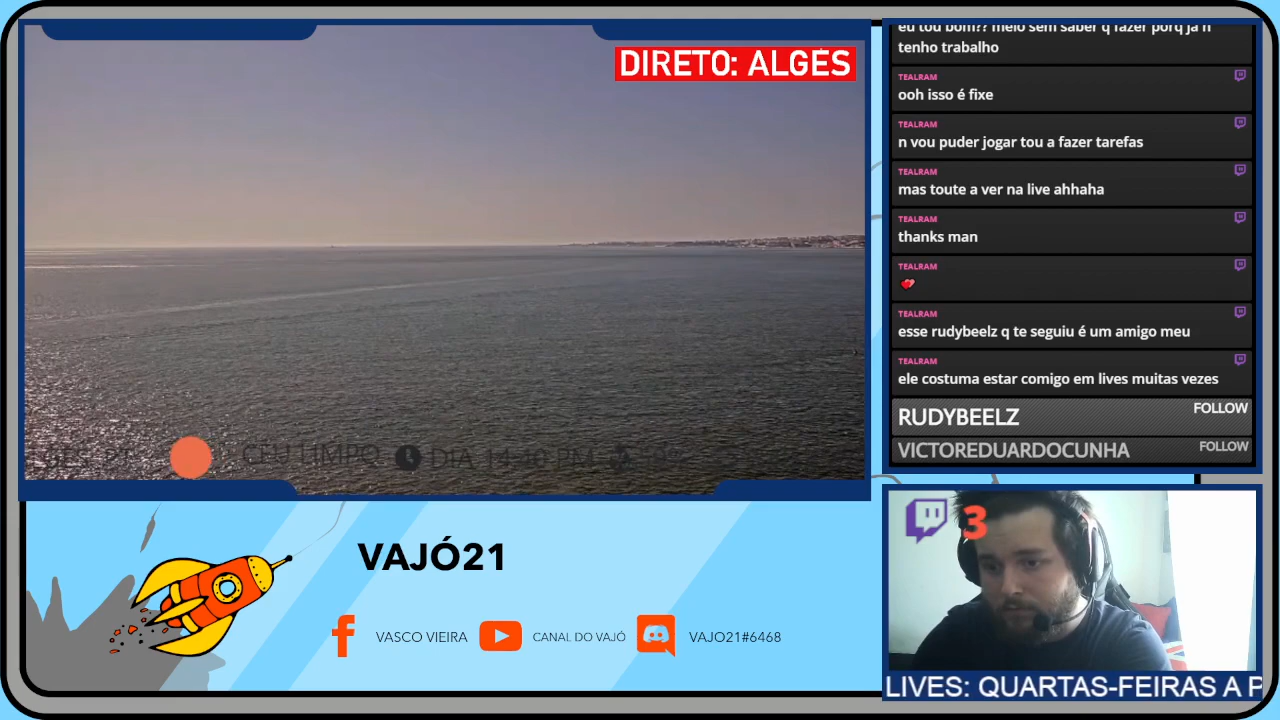 DIRETO: ALGÉS
CÉU LIMPO
DIA
PM
VAJÓ21
VASCO VIEIRA
CANAL DO VAJÓ
VAJO21#6468
eu tou bom?? meio sem saber q fazer porq ja n
tenho trabalho
TEALRAM
ooh isso é fixe
TEALRAM
n vou puder jogar tou a fazer tarefas
TEALRAM
mas toute a ver na live ahhaha
TEALRAM
thanks man
TEALRAM
TEALRAM
esse rudybeelz q te seguiu é um amigo meu
TEALRAM
ele costuma estar comigo em lives muitas vezes
RUDYBEELZ FOLLOW
VICTOREDUARDOCUNHA FOLLOW
3
LIVES: QUARTAS-FEIRAS A